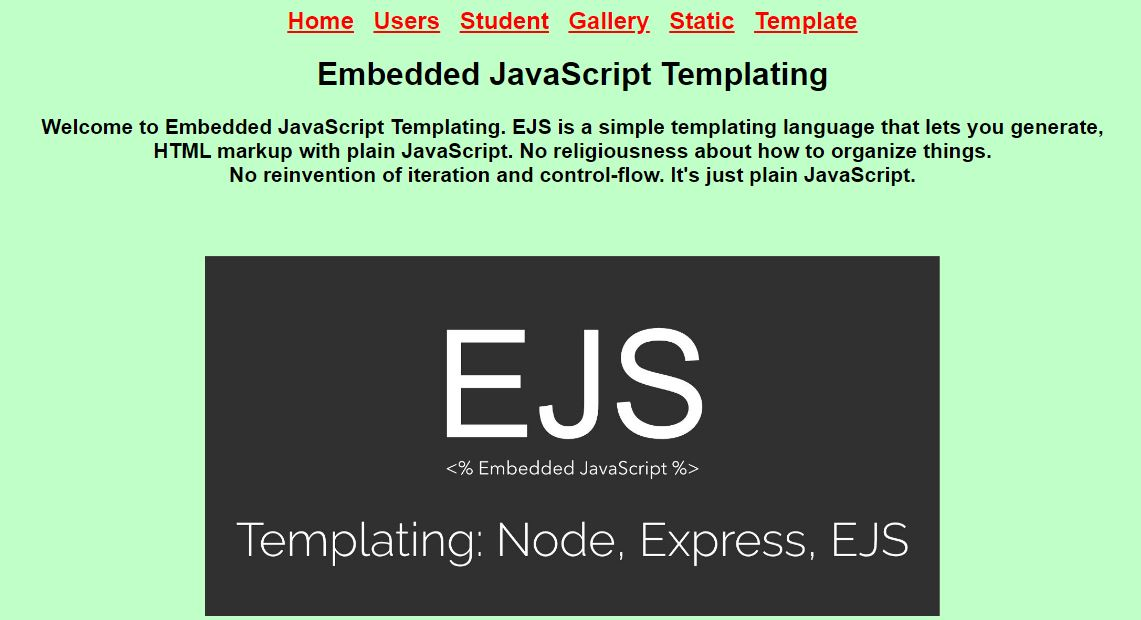 Home Users Student Gallery Static Template
Embedded JavaScript Templating
Welcome to Embedded JavaScript Templating. EJS is a simple templating language that lets you generate,
HTML markup with plain JavaScript. No religiousness about how to organize things.
No reinvention of iteration and control-flow. It's just plain JavaScript.
EJS
<% Embedded JavaScript %>
Templating: Node, Express, EJS